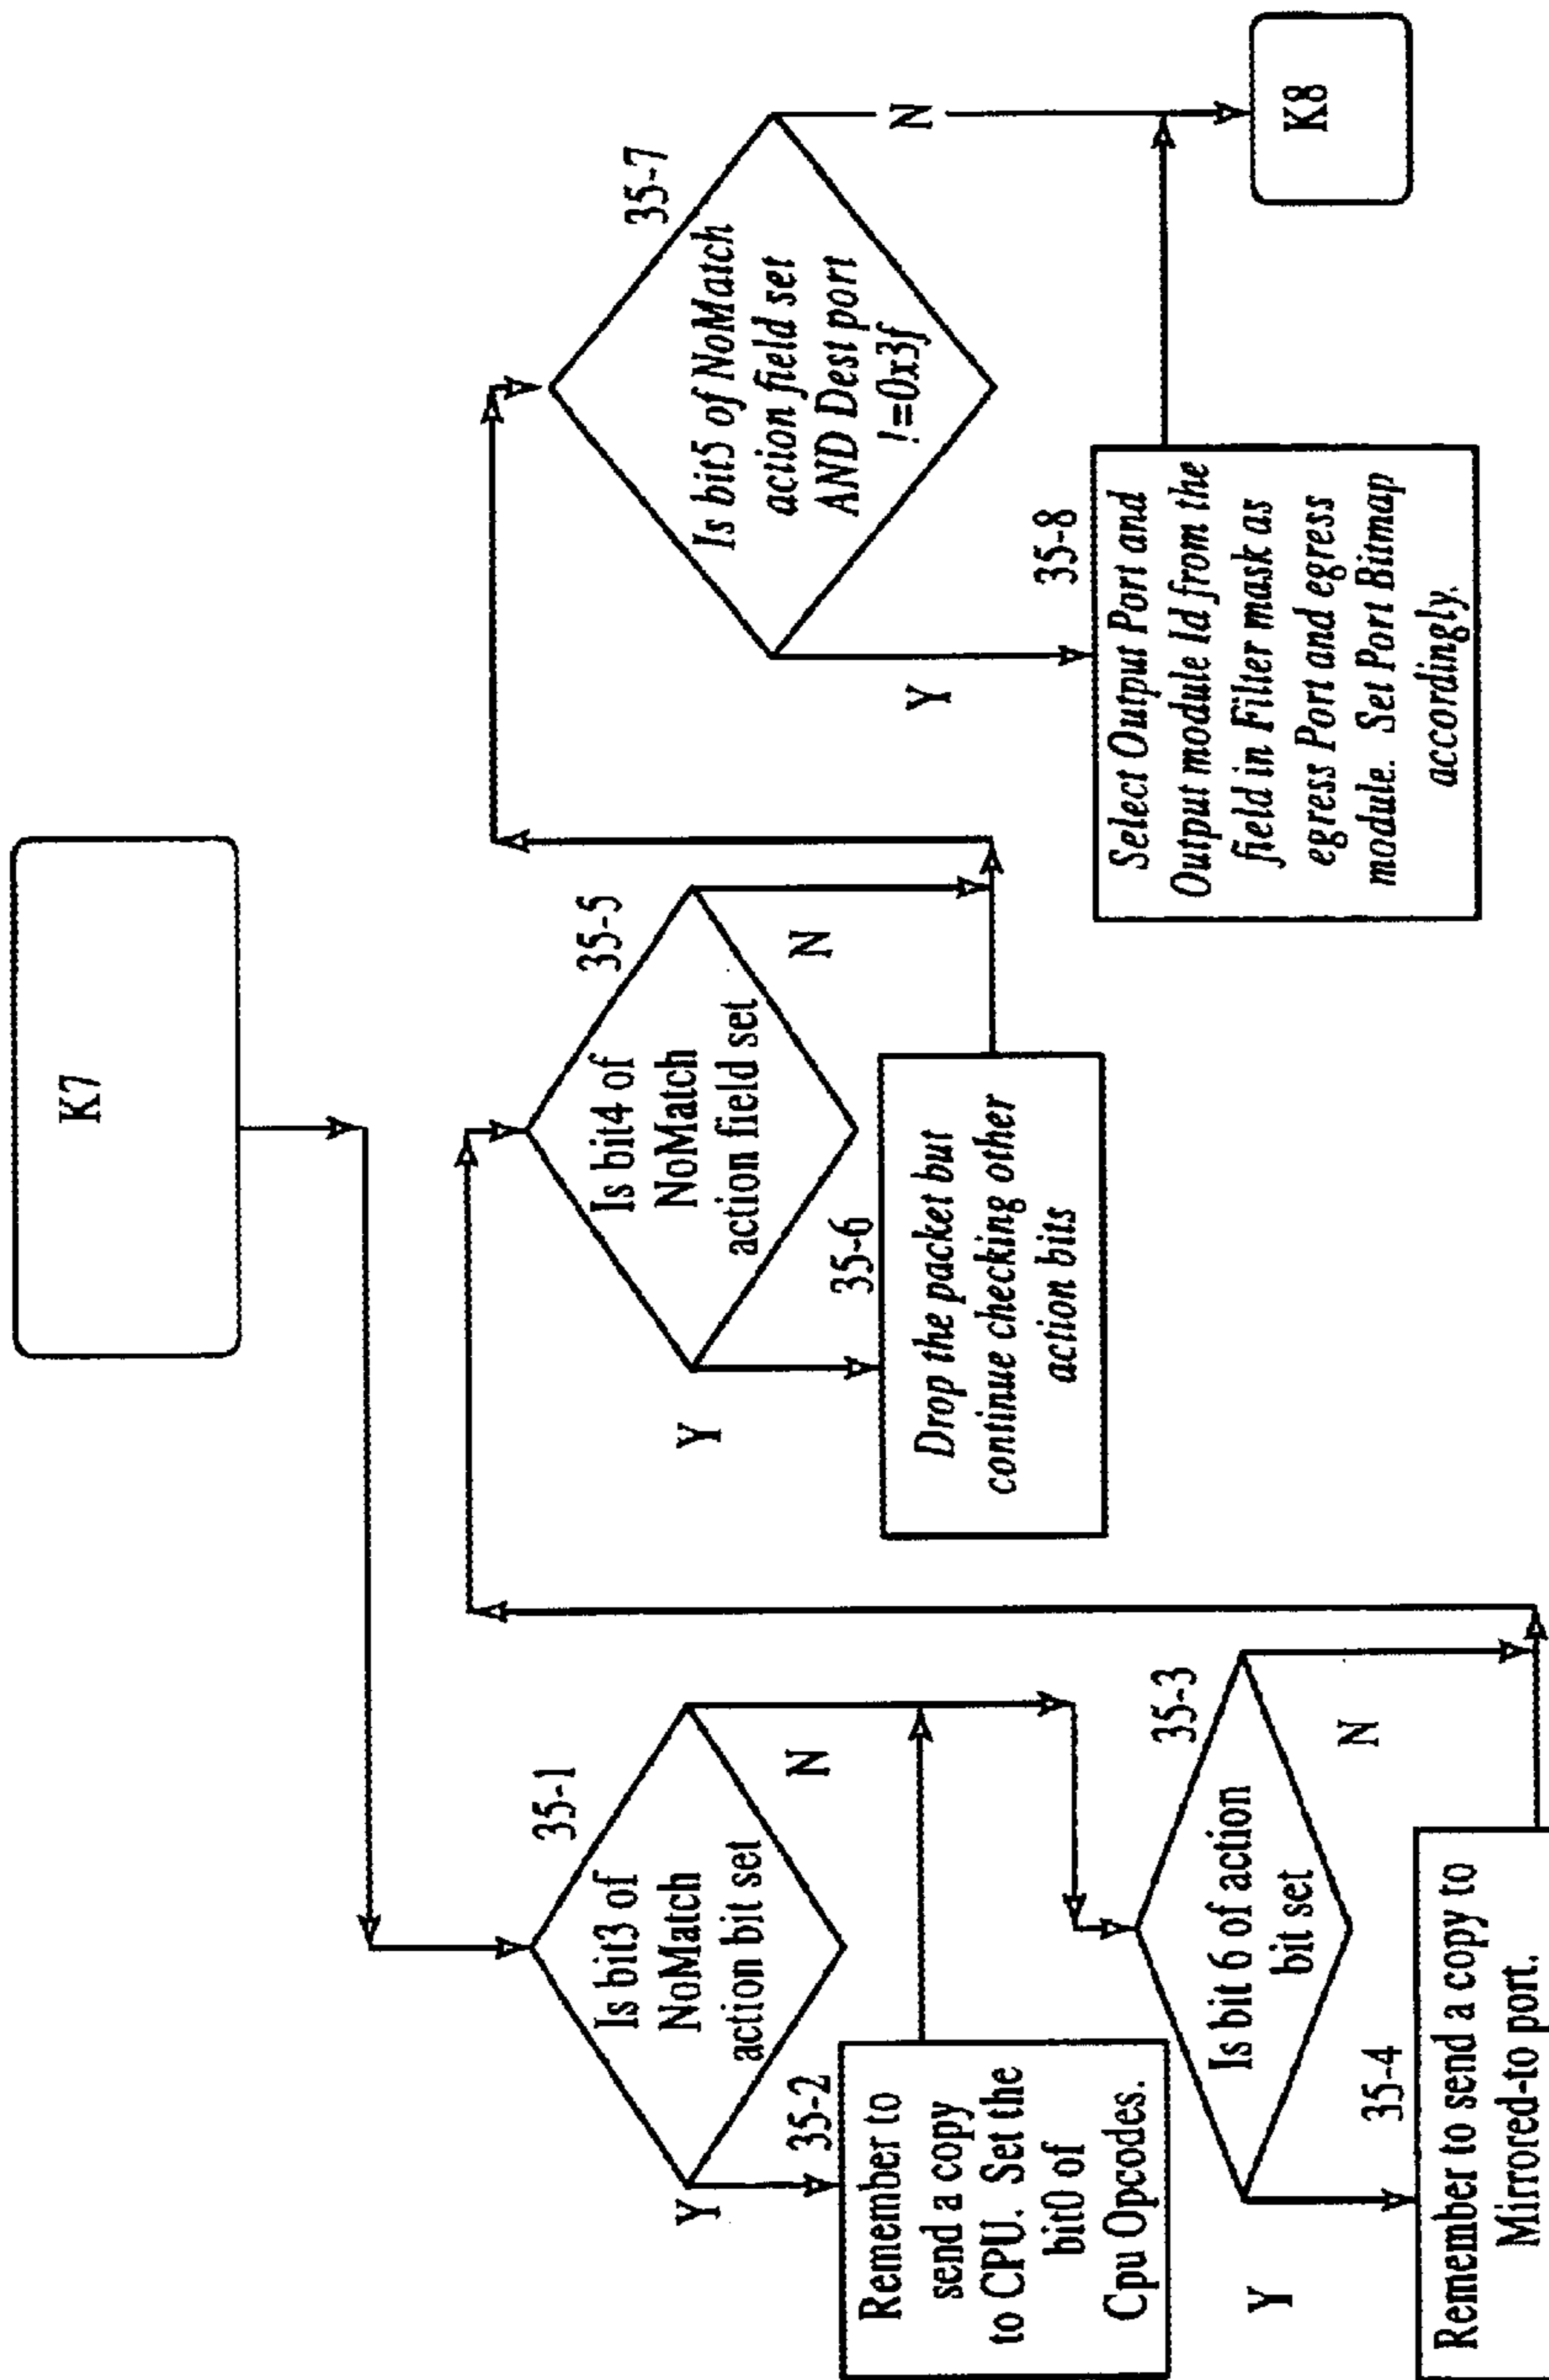 K7
35-1
Is bit3 of
NoMatch
action bit set
Y
N
35-2
Remember to
send a copy
to CPU. Set the
bit0 of
Cpu Opcodes.
35-3
Is bit 6 of action
bit set
Y
N
35-4
Remember to send a copy to
Mirrored-to port.
35-5
Is bit4 of
NoMatch
action field set
Y
N
35-6
Drop the packet but
continue checking other
action bits
35-7
Is bit5 of NoMatch
action field set
AND Dest port
!=0x3f
Y
N
35-8
Select Output Port and
Output module Id from the
field in Filter mask as
egress Port and egress
module. Set Port Bitmap
accordingly.
K8